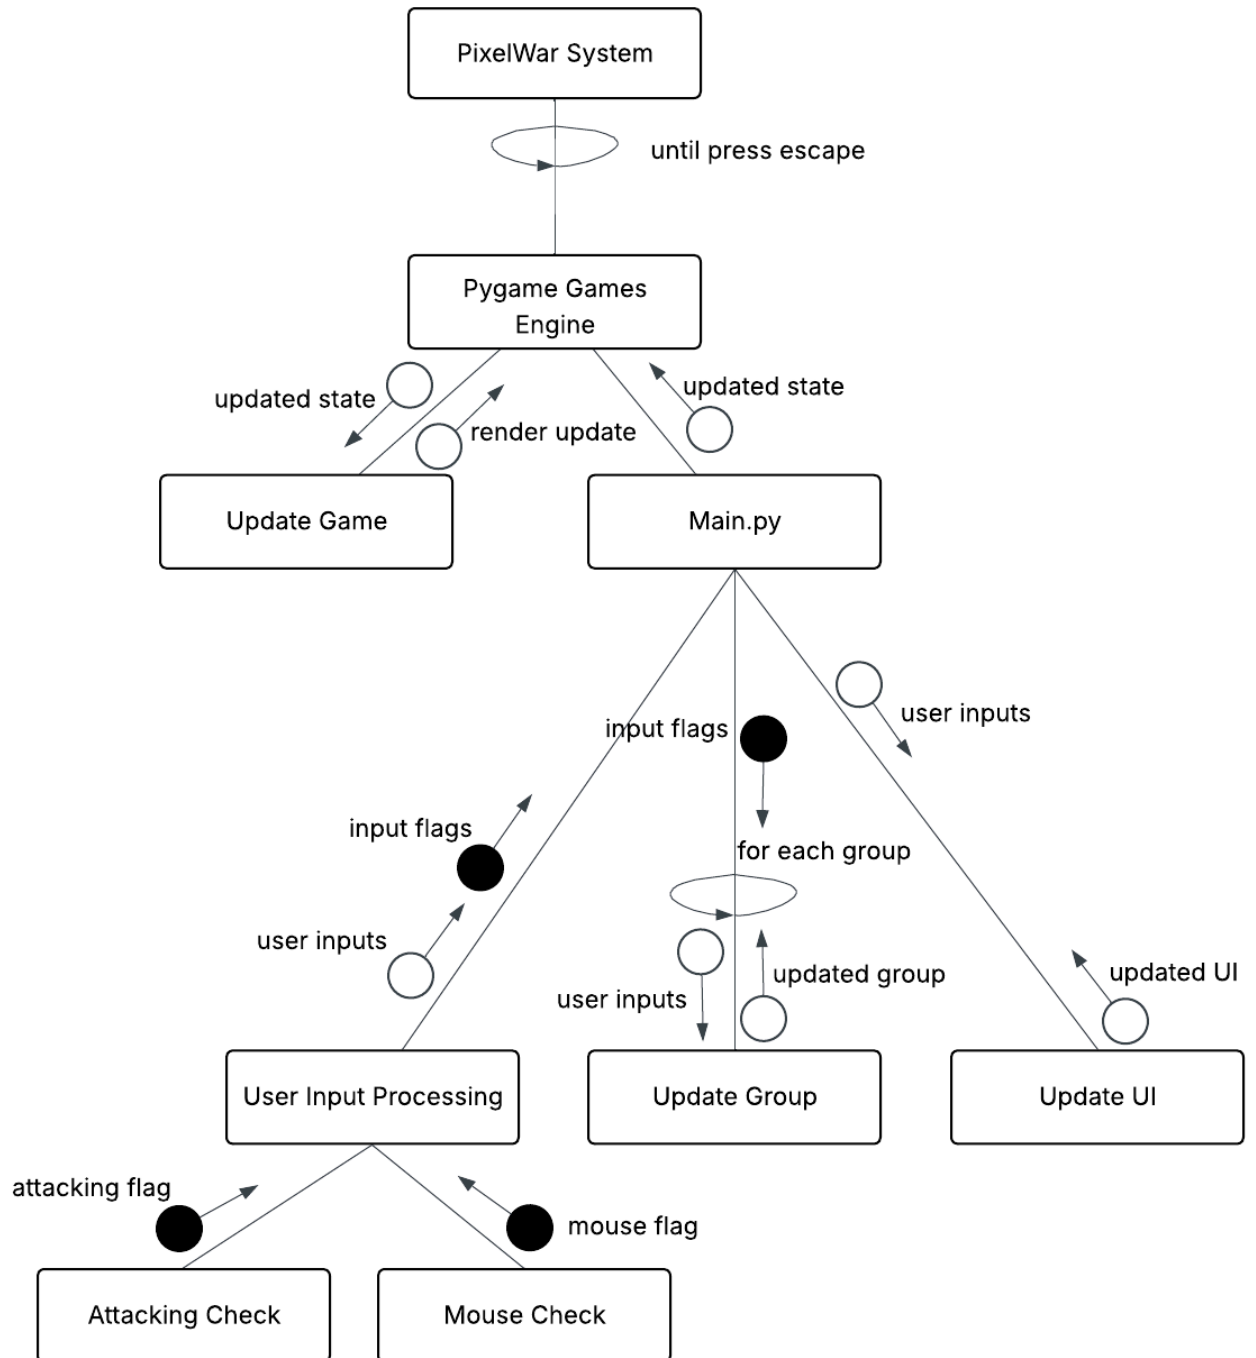 PixelWar System
until press escape
Pygame Games
Engine
updated state
updated state
render update
Update Game
Main.py
user inputs
input flags
input flags
for each group
user inputs
updated UI
updated group
user inputs
User Input Processing
Update Group
Update UI
attacking flag
mouse flag
Attacking Check
Mouse Check